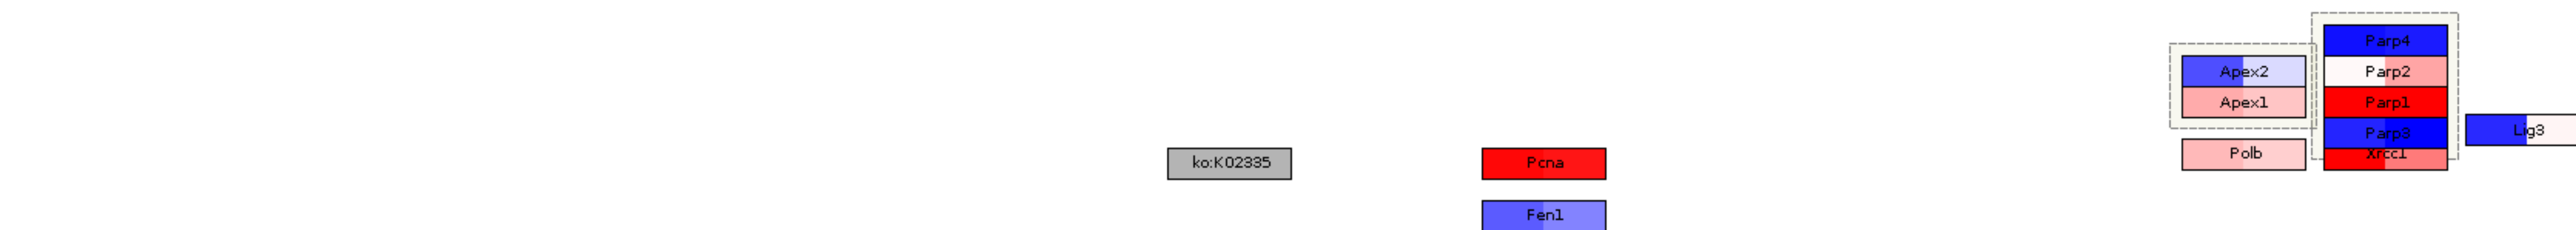 Parp4
Apex2
Parp2
Apex1
Parp1
Lig3
Parp3
Polb
Xrcc1
ko:K02335
Pcna
Fen1